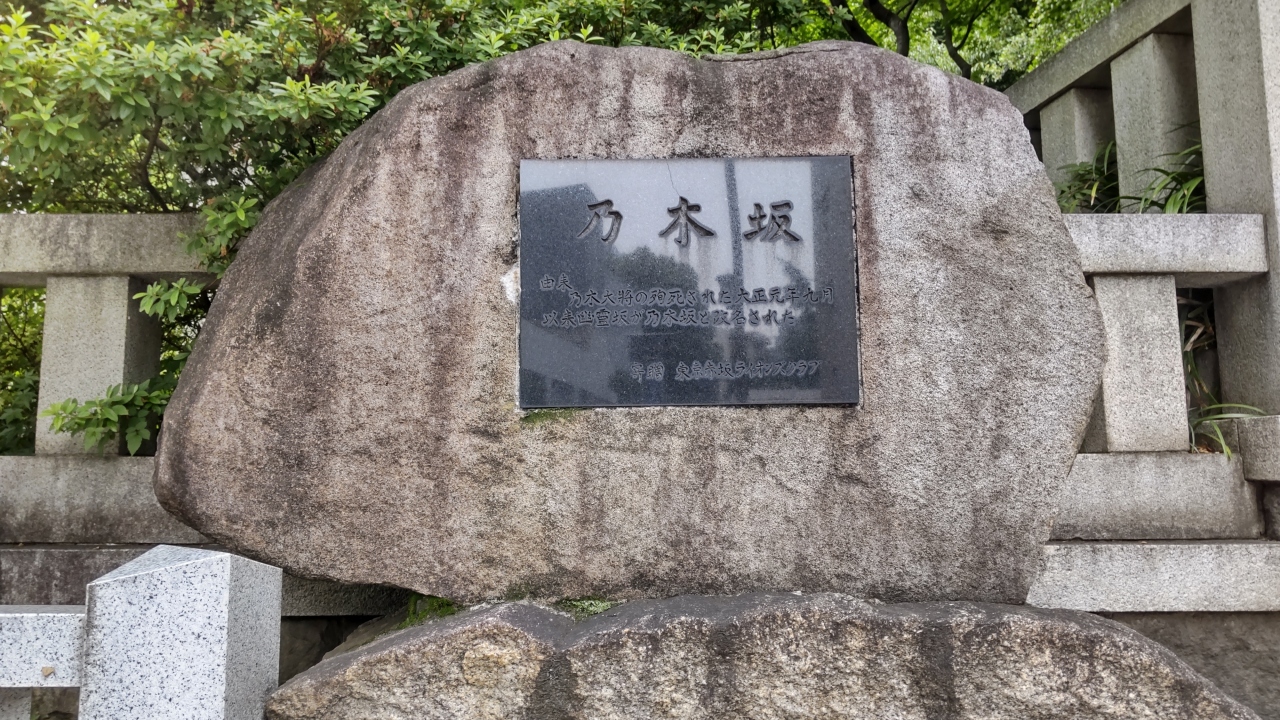 乃木坂
由来
乃木大將の殉死された大正元年九月
以来幽霊坂が乃木坂と改名された
寄贈 東京赤坂ライオンズクラブ